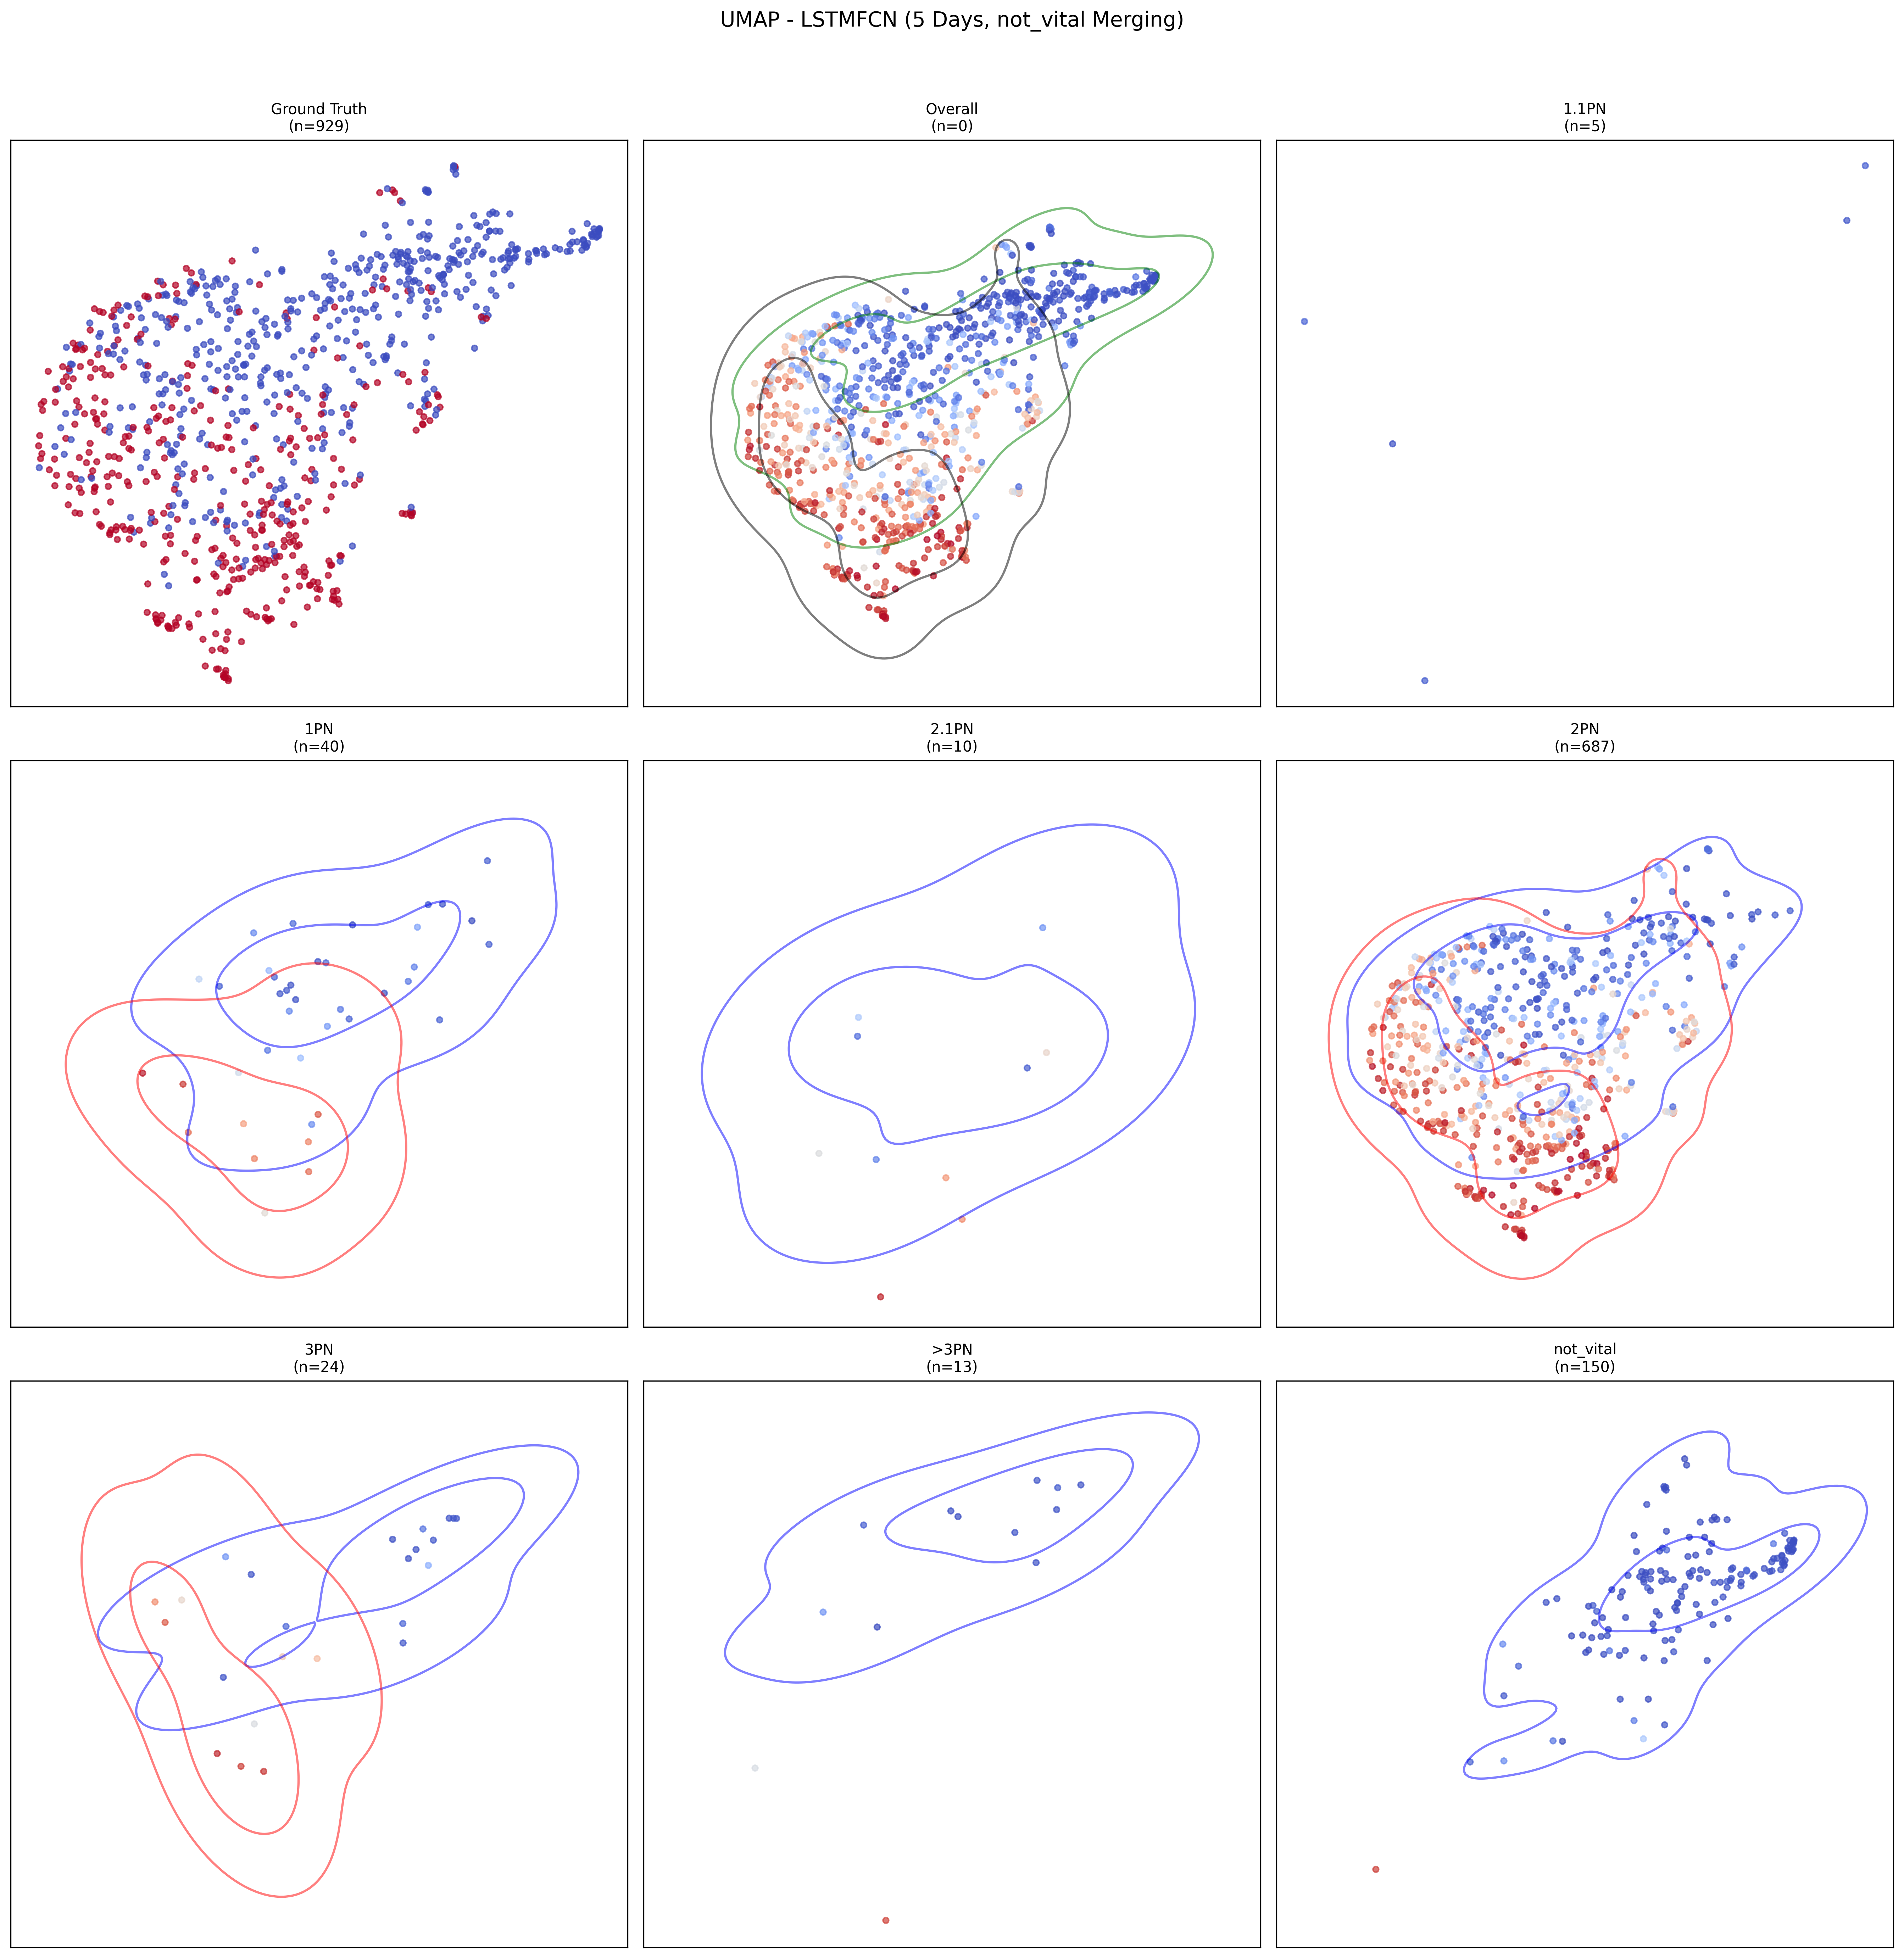 UMAP - LSTMFCN (5 Days, not_vital Merging)
Ground Truth
(n=929)
Overall
(n=0)
1.1PN
(n=5)
1PN
(n=40)
2.1PN
(n=10)
2PN
(n=687)
3PN
(n=24)
>3PN
(n=13)
not_vital
(n=150)